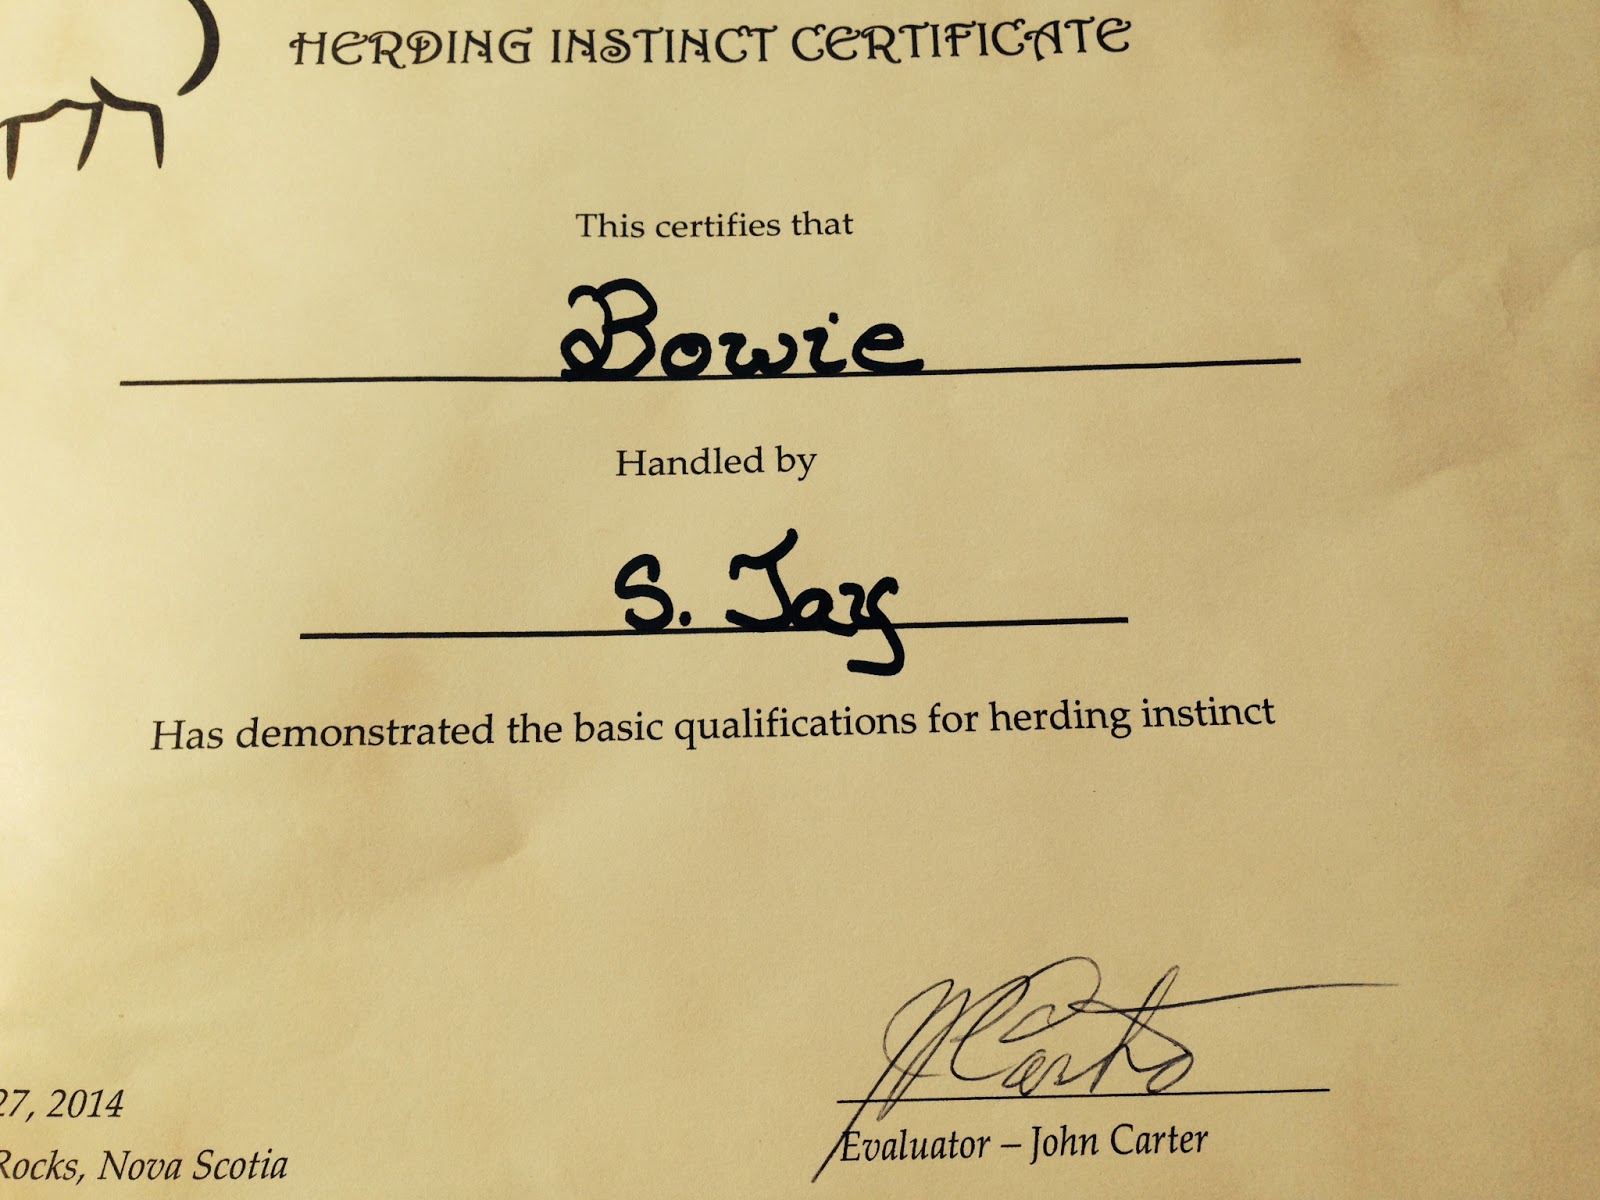 HERDING INSTINCT CERTIFICATE
This certifies that
Bowie
Handled by
S. Tay
Has demonstrated the basic qualifications for herding instinct
27, 2014
Rocks, Nova Scotia
Evaluator – John Carter